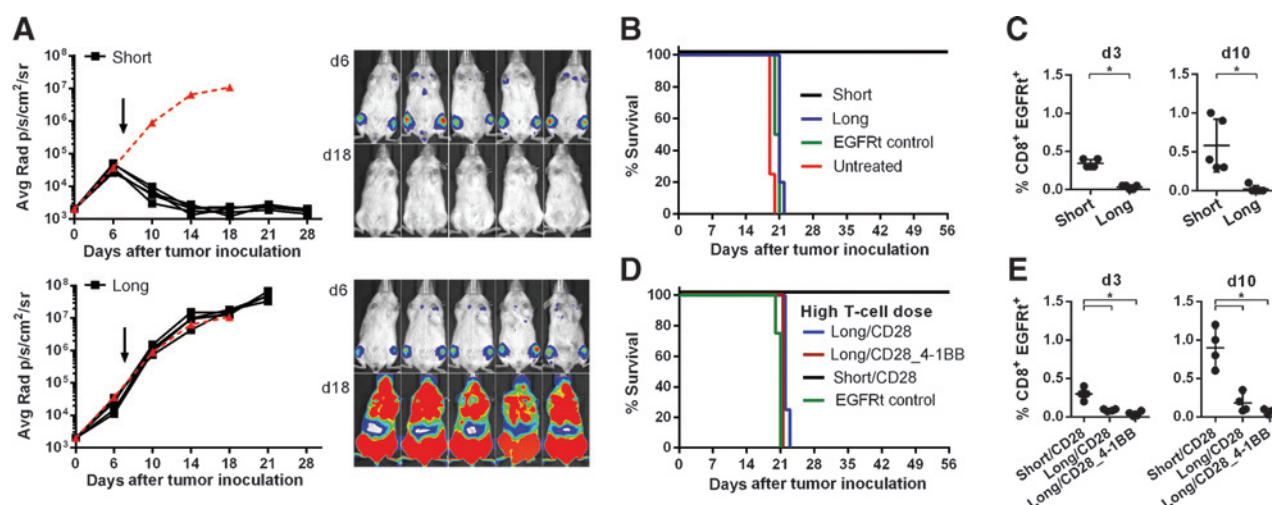 A
Avg Rad p/s/cm²/sr
10⁸
10⁷
10⁶
10⁵
10⁴
10³
Short
0 6 10 14 18 21 28
Days after tumor inoculation
d6
d18
Avg Rad p/s/cm²/sr
10⁸
10⁷
10⁶
10⁵
10⁴
10³
Long
0 6 10 14 18 21 28
Days after tumor inoculation
d6
d18
B
% Survival
100
80
60
40
20
0
Short
Long
EGFRt control
Untreated
0 7 14 21 28 35 42 49 56
Days after tumor inoculation
C
% CD8⁺ EGFRt⁺
d3
*
1.5
1.0
0.5
0.0
Short Long
d10
*
1.5
1.0
0.5
0.0
Short Long
D
% Survival
100
80
60
40
20
0
High T-cell dose
Long/CD28
Long/CD28_4-1BB
Short/CD28
EGFRt control
0 7 14 21 28 35 42 49 56
Days after tumor inoculation
E
% CD8⁺ EGFRt⁺
d3
*
1.5
1.0
0.5
0.0
Short/CD28
Long/CD28
Long/CD28_4-1BB
d10
*
1.5
1.0
0.5
0.0
Short/CD28
Long/CD28
Long/CD28_4-1BB